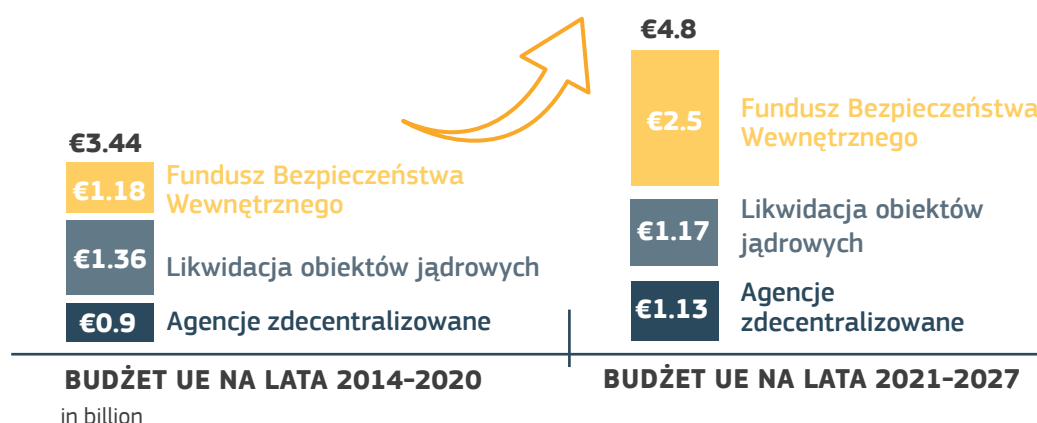 €3.44
€1.18
Fundusz Bezpieczeństwa
Wewnętrznego
€1.36
Likwidacja obiektów jądrowych
€0.9
Agencje zdecentralizowane
BUDŻET UE NA LATA 2014-2020
in billion
€4.8
€2.5
Fundusz Bezpieczeństwa
Wewnętrznego
€1.17
Likwidacja obiektów
jądrowych
€1.13
Agencje
zdecentralizowane
BUDŻET UE NA LATA 2021-2027